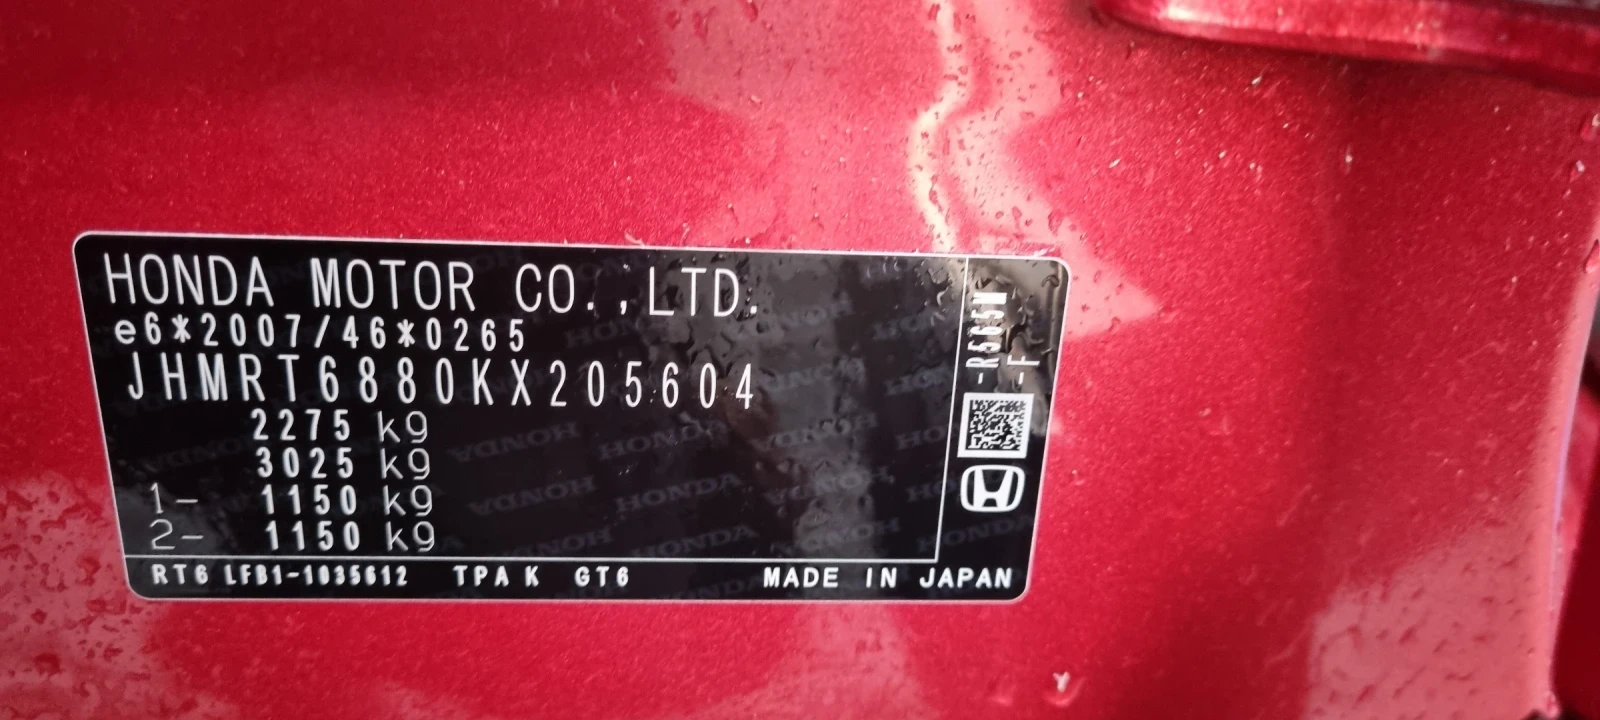 HONDA MOTOR CO.,LTD.
e6*2007/46*0265
JHMRT6880KX205604
2275 kg
3025 kg
1- 1150 kg
2- 1150 kg
RT6 LFB1-1035612 TPA K GT6 MADE IN JAPAN
-R565M
-F